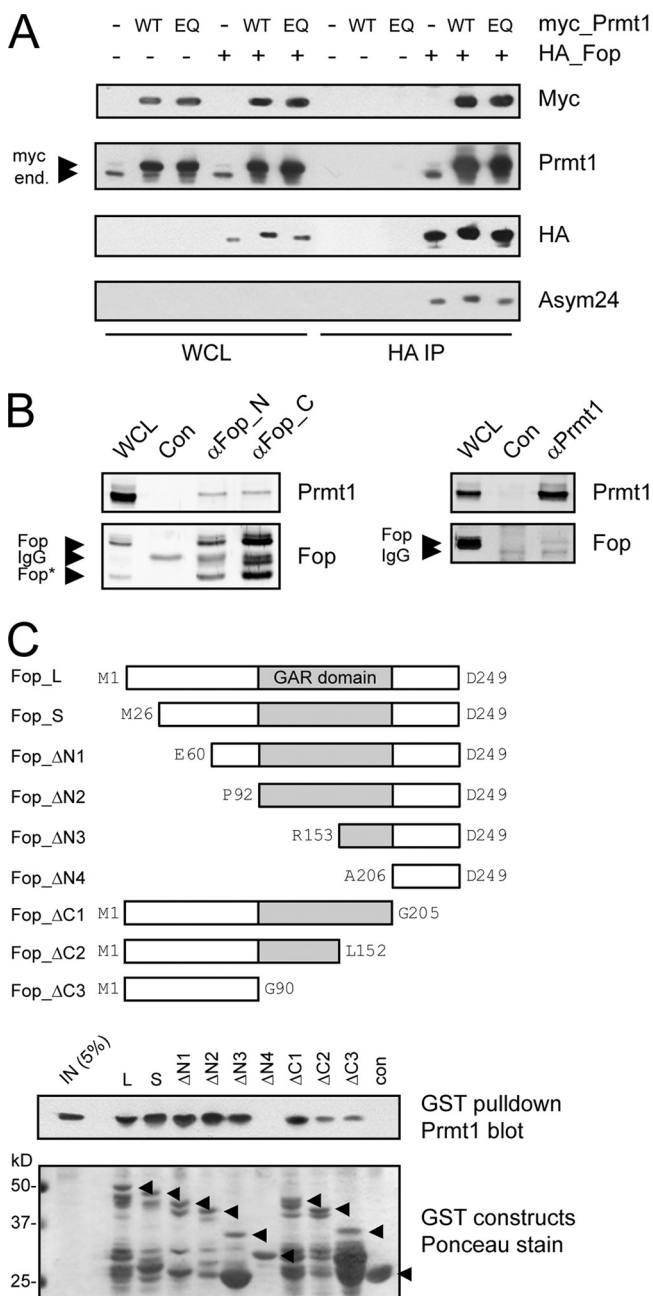 A
- WT EQ - WT EQ - WT EQ - WT EQ myc_Prmt1
- - - + + + - - - + + + HA_Fop
Myc
myc
end.
Prmt1
HA
Asym24
WCL HA IP
B
WCL Con αFop_N αFop_C
Prmt1
Fop
IgG
Fop*
Fop
WCL Con αPrmt1
Prmt1
Fop
IgG
Fop
C
Fop_L M1 GAR domain D249
Fop_S M26 D249
Fop_ΔN1 E60 D249
Fop_ΔN2 P92 D249
Fop_ΔN3 R153 D249
Fop_ΔN4 A206 D249
Fop_ΔC1 M1 G205
Fop_ΔC2 M1 L152
Fop_ΔC3 M1 G90
IN (5%) L S ΔN1 ΔN2 ΔN3 ΔN4 ΔC1 ΔC2 ΔC3 con
GST pulldown
Prmt1 blot
kD
50-
37-
25-
GST constructs
Ponceau stain